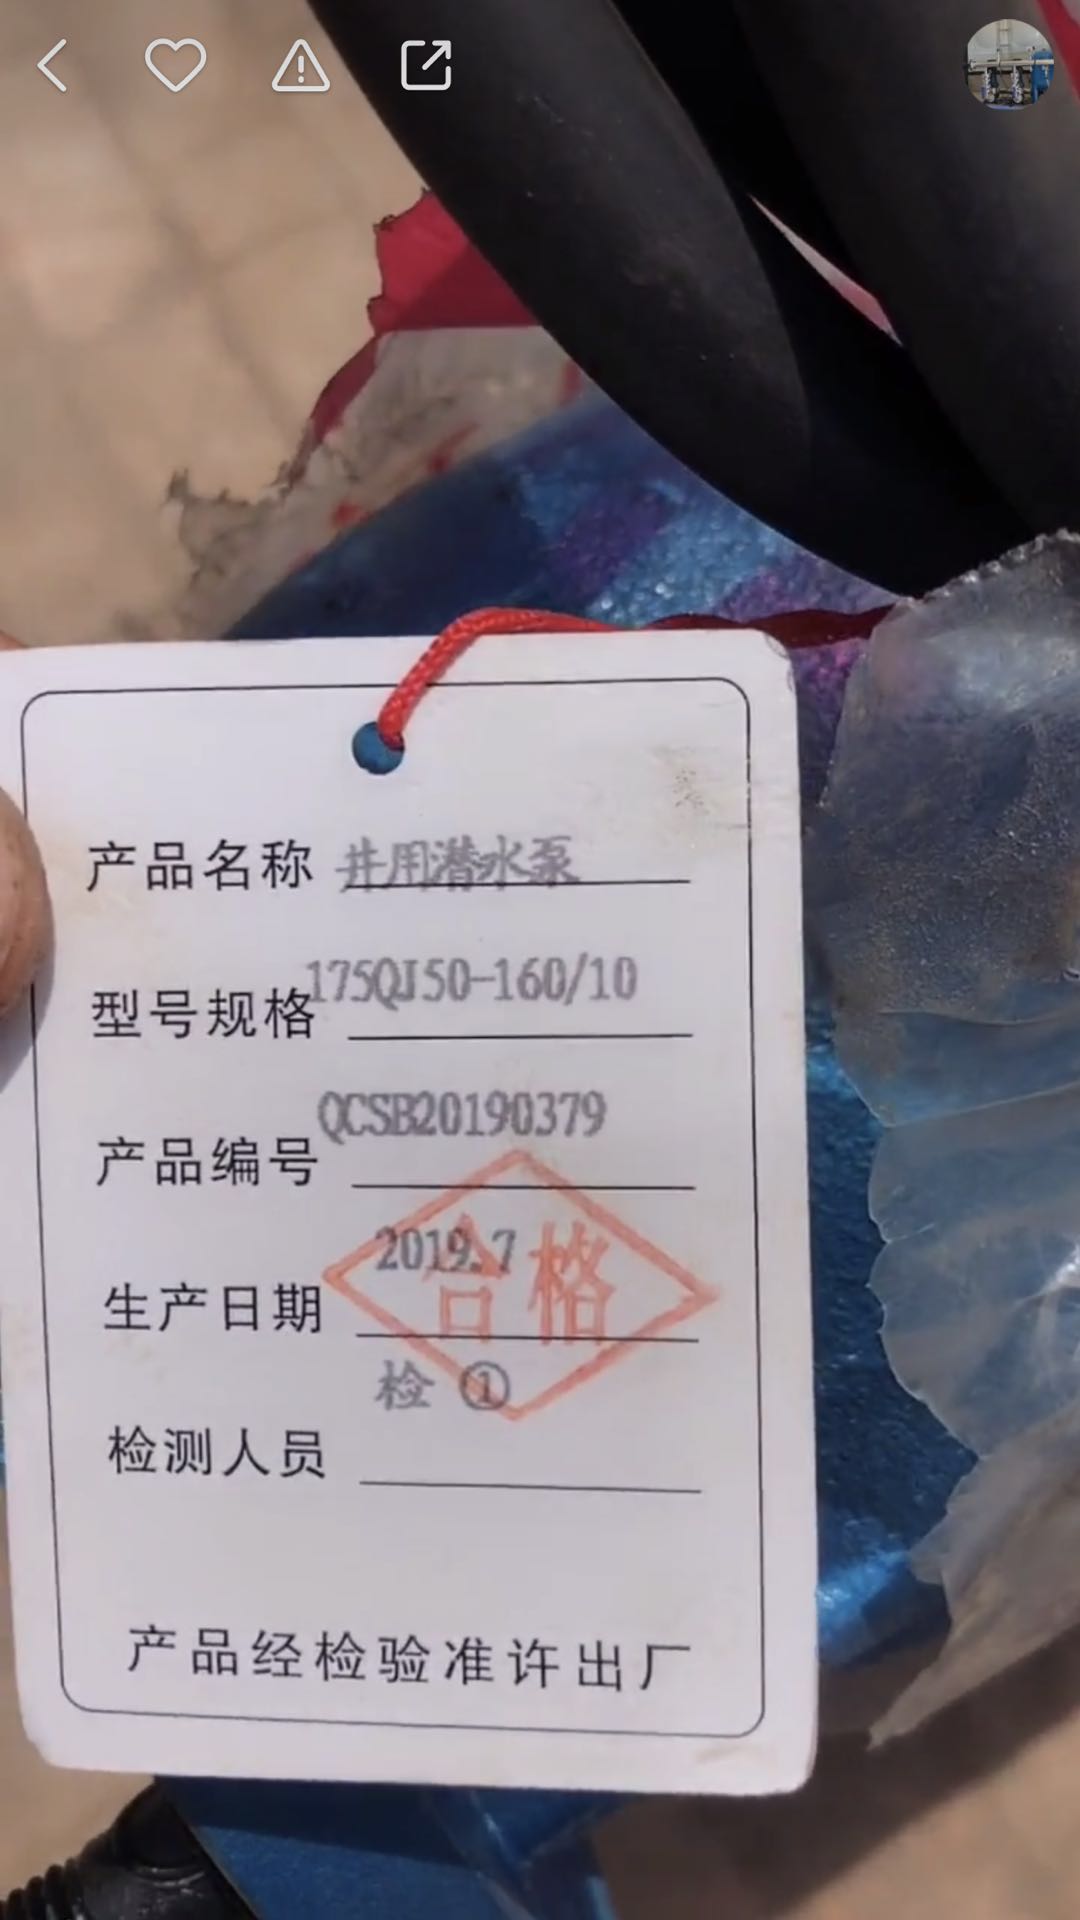 产品名称 井用潜水泵
型号规格 175QJ50-160/10
产品编号 QCSB20190379
生产日期 2019.7
合格
检测人员 检 ①
产品经检验准许出厂